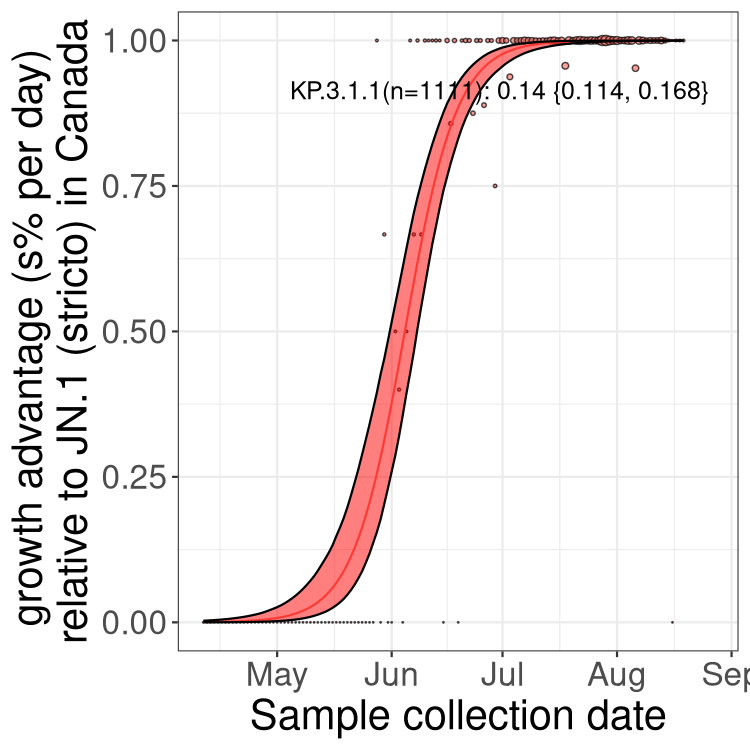 growth advantage (s% per day)
relative to JN.1 (stricto) in Canada
1.00
0.75
0.50
0.25
0.00
KP.3.1.1(n=1111): 0.14 {0.114, 0.168}
May Jun Jul Aug Sep
Sample collection date